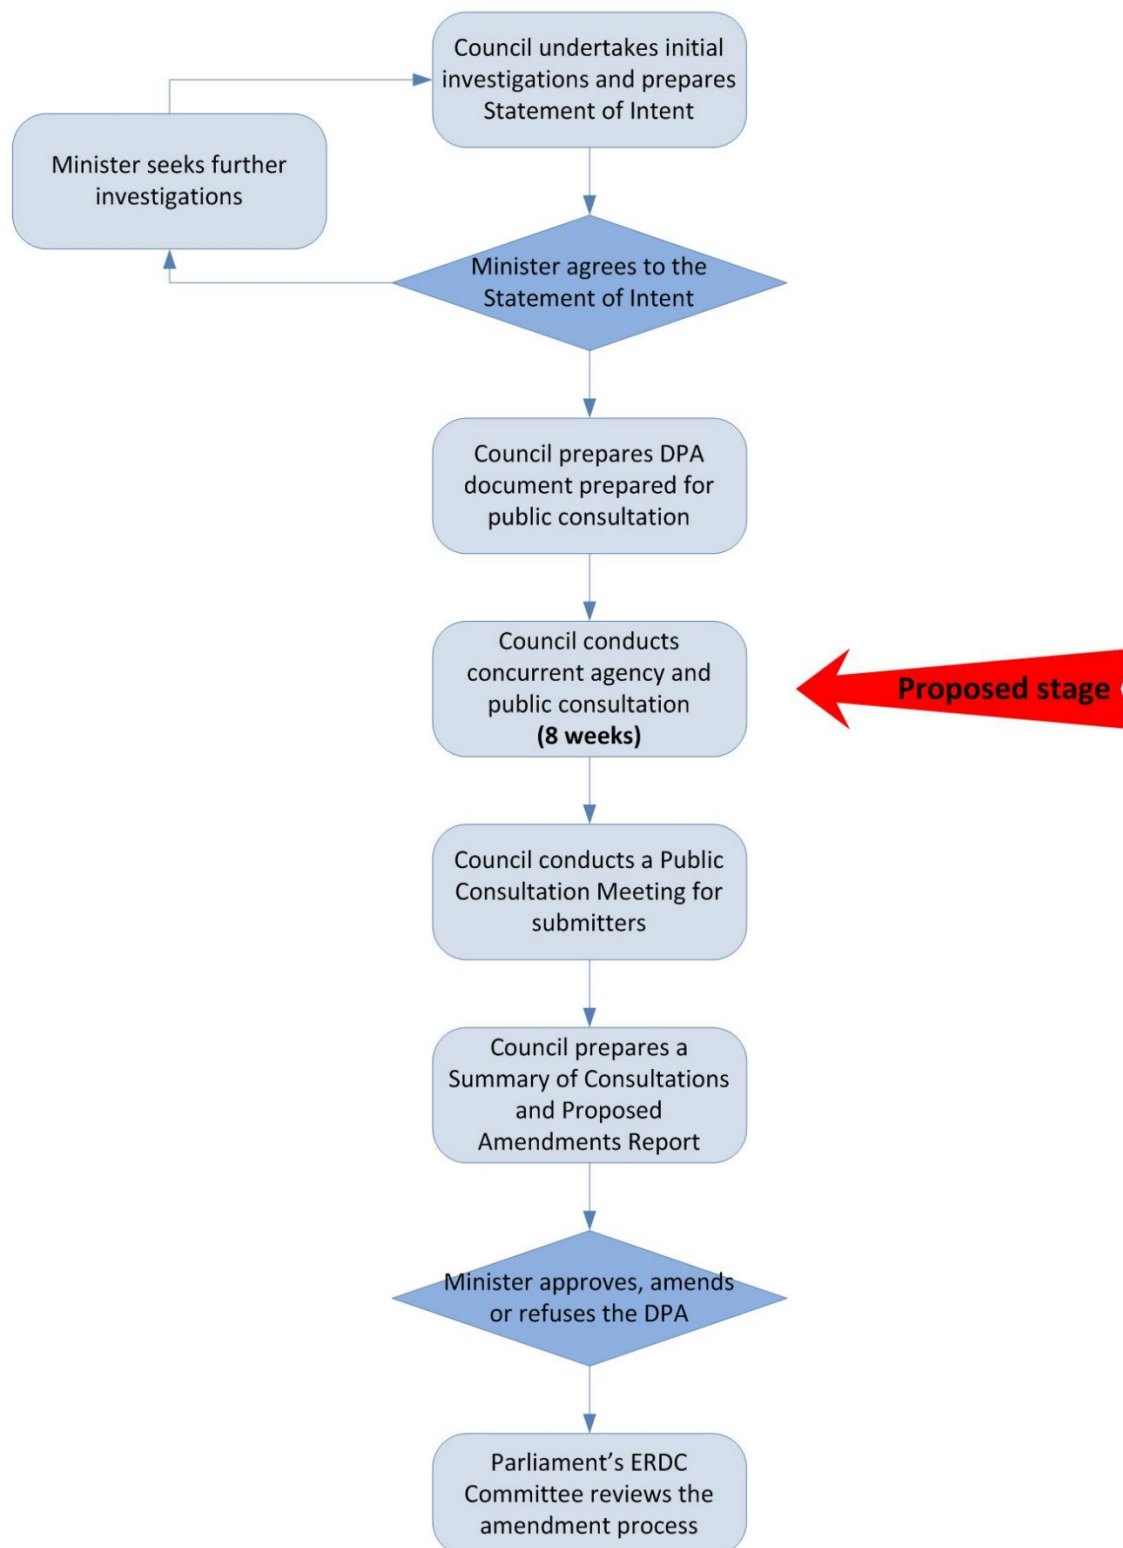 Council undertakes initial
investigations and prepares
Statement of Intent
Minister seeks further
investigations
Minister agrees to the
Statement of Intent
Council prepares DPA
document prepared for
public consultation
Council conducts
concurrent agency and
public consultation
(8 weeks)
Proposed stage
Council conducts a Public
Consultation Meeting for
submitters
Council prepares a
Summary of Consultations
and Proposed
Amendments Report
Minister approves, amends
or refuses the DPA
Parliament’s ERDC
Committee reviews the
amendment process